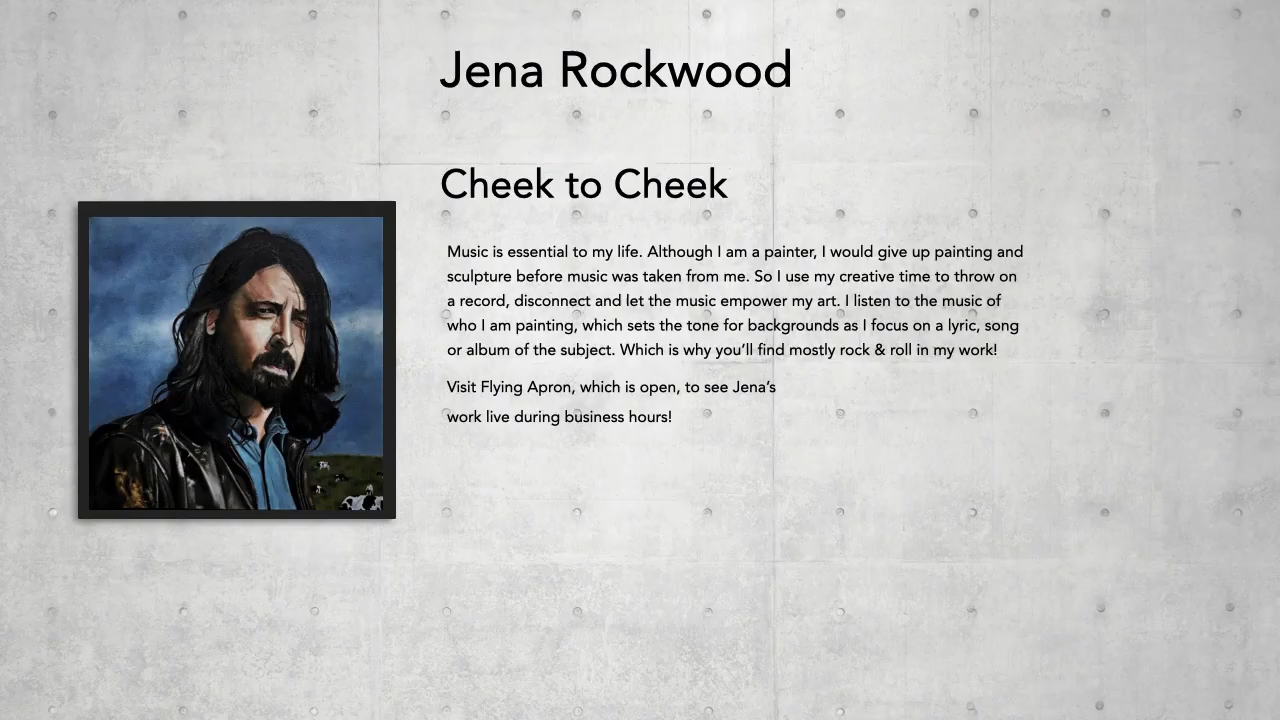 Jena Rockwood
Cheek to Cheek
Music is essential to my life. Although I am a painter, I would give up painting and
sculpture before music was taken from me. So I use my creative time to throw on
a record, disconnect and let the music empower my art. I listen to the music of
who I am painting, which sets the tone for backgrounds as I focus on a lyric, song
or album of the subject. Which is why you’ll find mostly rock & roll in my work!
Visit Flying Apron, which is open, to see Jena’s
work live during business hours!